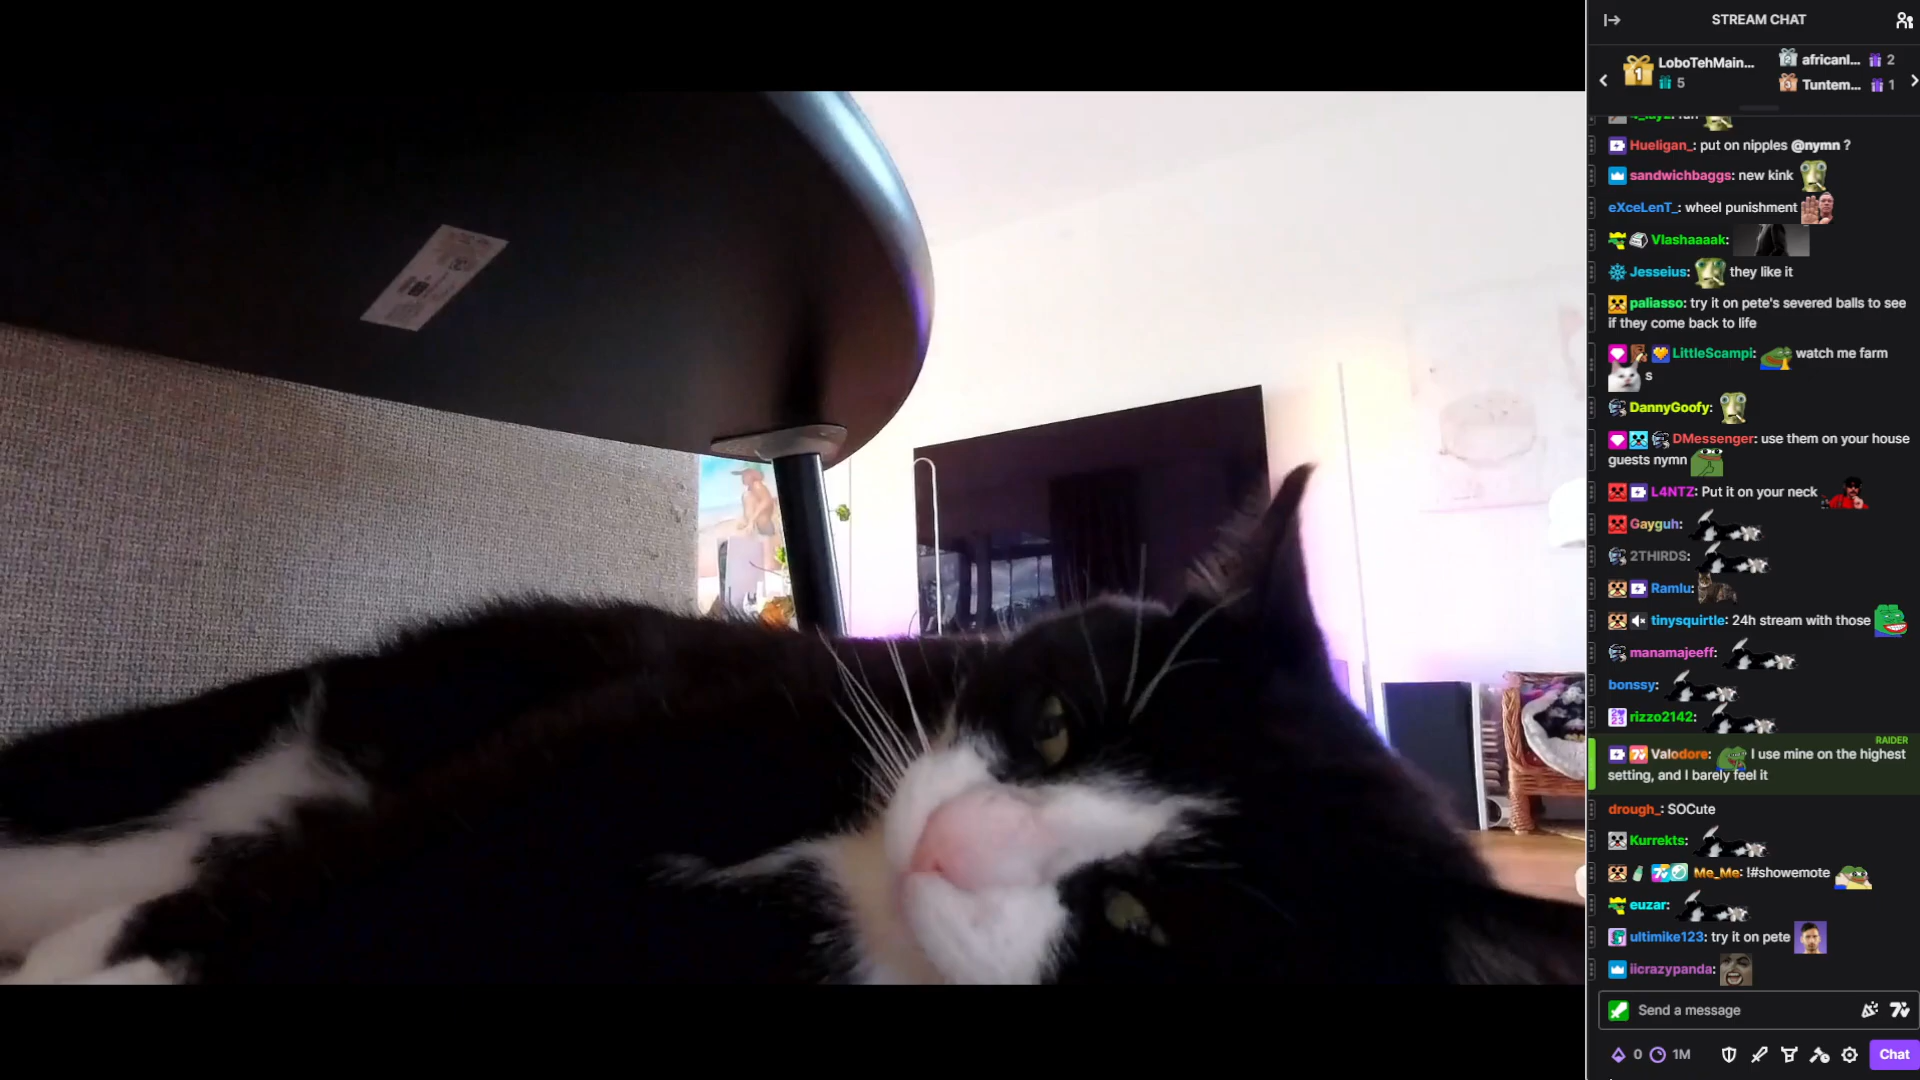 STREAM CHAT
LoboTehMain...
5
africanl... 2
Tuntem... 1
Hueligan_: put on nipples @nymn ?
sandwichbaggs: new kink
eXceLenT_: wheel punishment
Vlashaaaak:
Jesseius: they like it
paliasso: try it on pete's severed balls to see
if they come back to life
LittleScampi: watch me farm
s
DannyGoofy:
DMessenger: use them on your house
guests nymn
L4NTZ: Put it on your neck
Gayguh:
2THIRDS:
Ramlu:
tinysquirtle: 24h stream with those
manamajeeff:
bonssy:
rizzo2142:
RAIDER
Valodore: I use mine on the highest
setting, and I barely feel it
drough_: SOCute
Kurrekts:
Me_Me: !#showemote
euzar:
ultimike123: try it on pete
iicrazypanda:
Send a message
0 1M
Chat